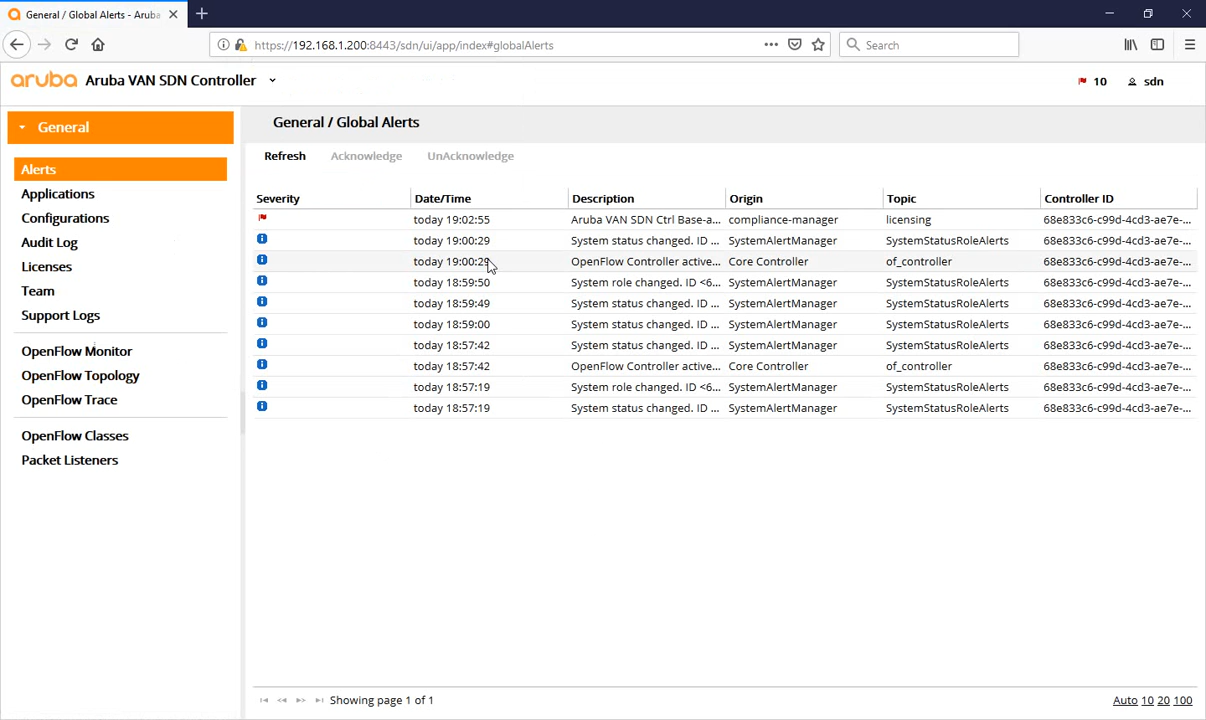 General / Global Alerts - Aruba
https://192.168.1.200:8443/sdn/ui/app/index#globalAlerts
Search
aruba Aruba VAN SDN Controller
10
sdn
General
Alerts
Applications
Configurations
Audit Log
Licenses
Team
Support Logs
OpenFlow Monitor
OpenFlow Topology
OpenFlow Trace
OpenFlow Classes
Packet Listeners
General / Global Alerts
Refresh Acknowledge UnAcknowledge
Severity Date/Time Description Origin Topic Controller ID
today 19:02:55 Aruba VAN SDN Ctrl Base-a... compliance-manager licensing 68e833c6-c99d-4cd3-ae7e-...
today 19:00:29 System status changed. ID ... SystemAlertManager SystemStatusRoleAlerts 68e833c6-c99d-4cd3-ae7e-...
today 19:00:29 OpenFlow Controller active... Core Controller of_controller 68e833c6-c99d-4cd3-ae7e-...
today 18:59:50 System role changed. ID <6... SystemAlertManager SystemStatusRoleAlerts 68e833c6-c99d-4cd3-ae7e-...
today 18:59:49 System status changed. ID ... SystemAlertManager SystemStatusRoleAlerts 68e833c6-c99d-4cd3-ae7e-...
today 18:59:00 System status changed. ID ... SystemAlertManager SystemStatusRoleAlerts 68e833c6-c99d-4cd3-ae7e-...
today 18:57:42 System status changed. ID ... SystemAlertManager SystemStatusRoleAlerts 68e833c6-c99d-4cd3-ae7e-...
today 18:57:42 OpenFlow Controller active... Core Controller of_controller 68e833c6-c99d-4cd3-ae7e-...
today 18:57:19 System role changed. ID <6... SystemAlertManager SystemStatusRoleAlerts 68e833c6-c99d-4cd3-ae7e-...
today 18:57:19 System status changed. ID ... SystemAlertManager SystemStatusRoleAlerts 68e833c6-c99d-4cd3-ae7e-...
Showing page 1 of 1
Auto 10 20 100